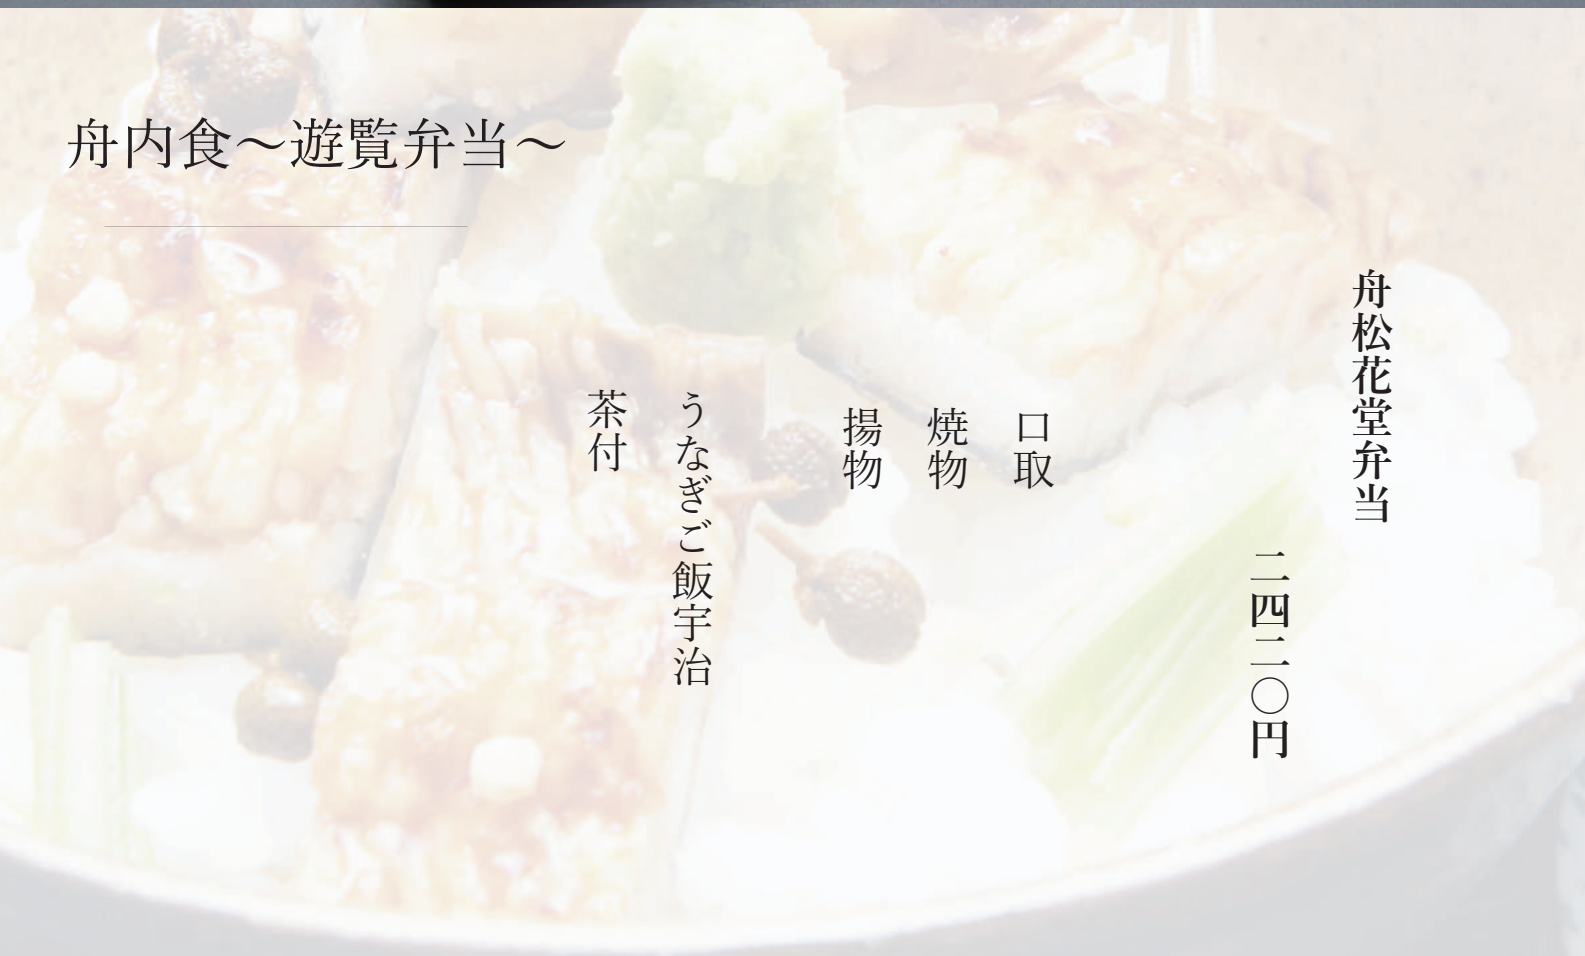 舟内食～遊覧弁当～
舟松花堂弁当
二四二〇円
口取
焼物
揚物
うなぎご飯宇治
茶付